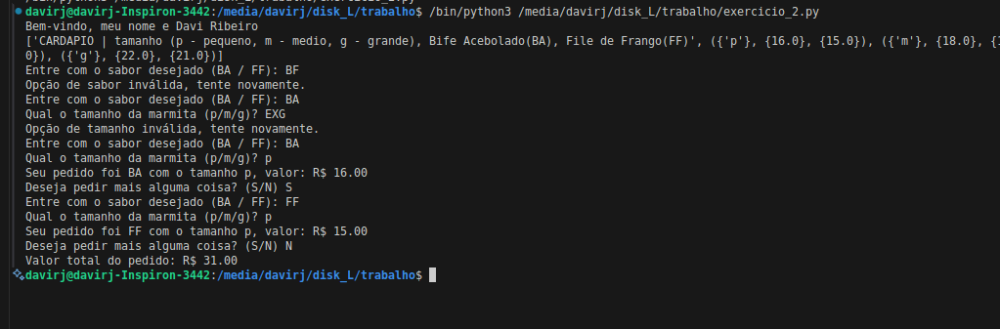 davirj@davirj-Inspiron-3442:/media/davirj/disk_L/trabalho$ /bin/python3 /media/davirj/disk_L/trabalho/exercicio_2.py
Bem-vindo, meu nome e Davi Ribeiro
['CARDAPIO | tamanho (p - pequeno, m - medio, g - grande), Bife Acebolado(BA), File de Frango(FF)', ({'p'}, {16.0}, {15.0}), ({'m'}, {18.0}, {
0}), ({'g'}, {22.0}, {21.0})]
Entre com o sabor desejado (BA / FF): BF
Opção de sabor inválida, tente novamente.
Entre com o sabor desejado (BA / FF): BA
Qual o tamanho da marmita (p/m/g)? EXG
Opção de tamanho inválida, tente novamente.
Entre com o sabor desejado (BA / FF): BA
Qual o tamanho da marmita (p/m/g)? p
Seu pedido foi BA com o tamanho p, valor: R$ 16.00
Deseja pedir mais alguma coisa? (S/N) S
Entre com o sabor desejado (BA / FF): FF
Qual o tamanho da marmita (p/m/g)? p
Seu pedido foi FF com o tamanho p, valor: R$ 15.00
Deseja pedir mais alguma coisa? (S/N) N
Valor total do pedido: R$ 31.00
davirj@davirj-Inspiron-3442:/media/davirj/disk_L/trabalho$